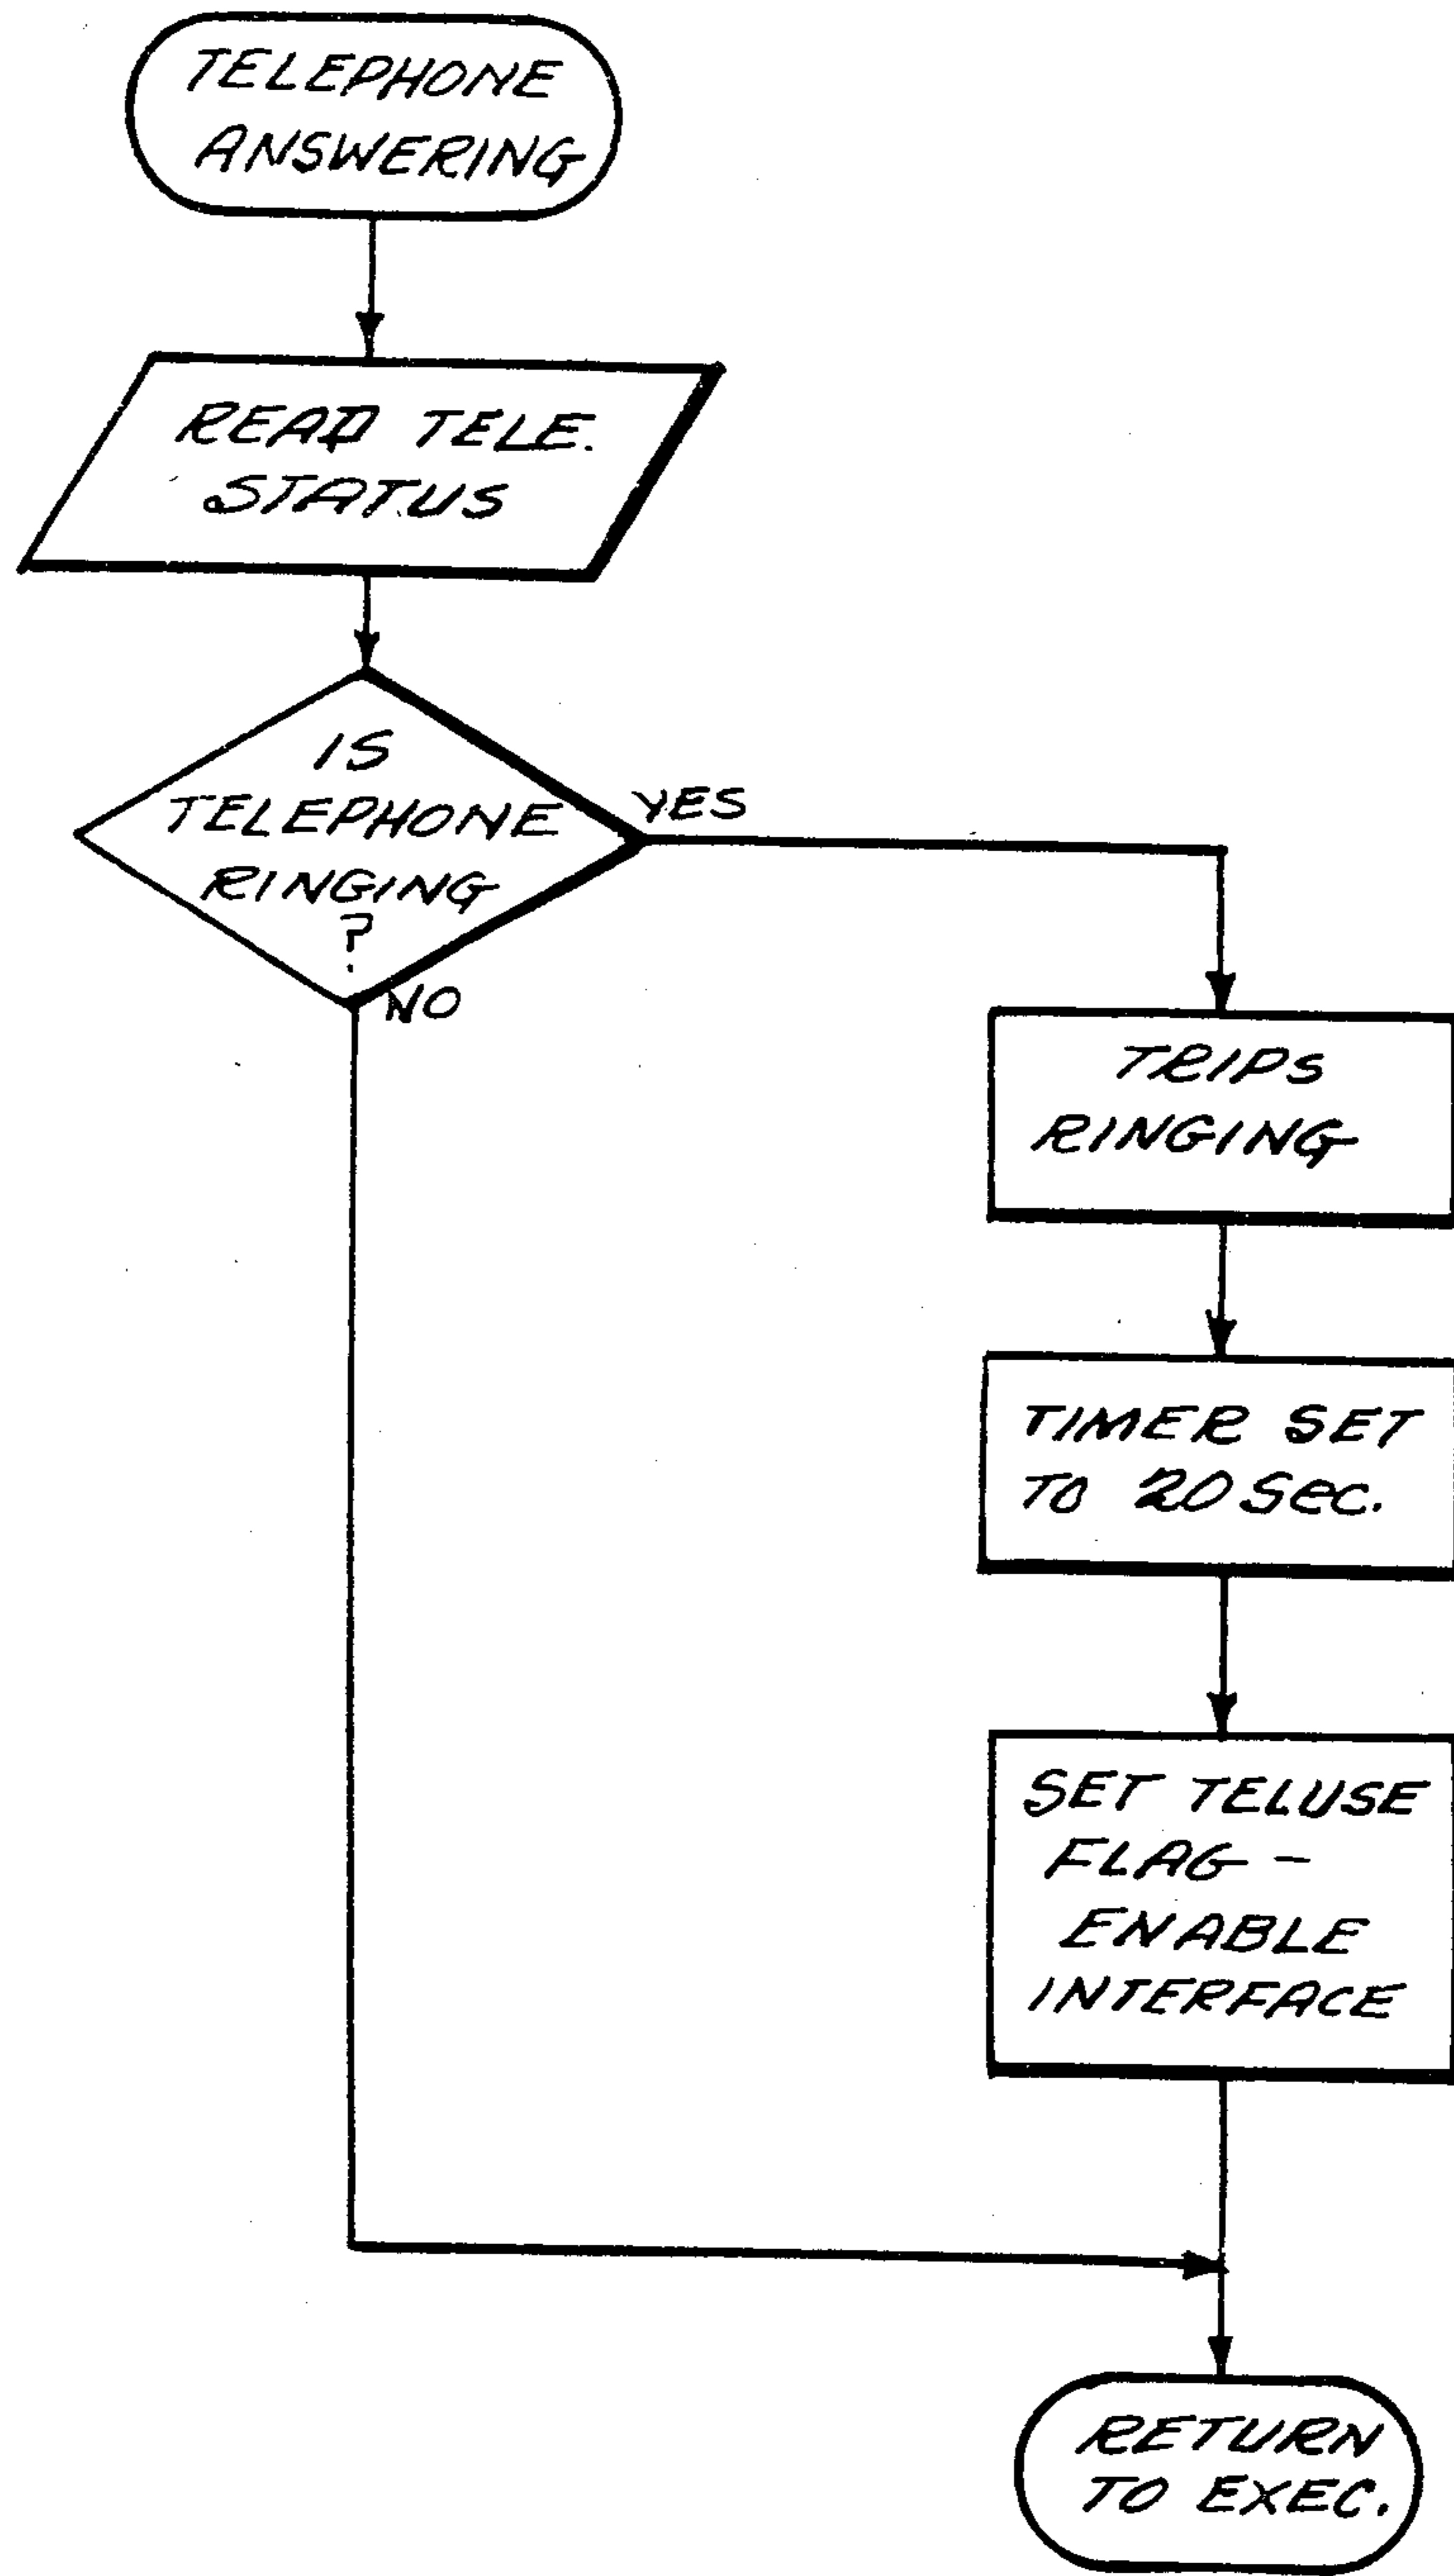 TELEPHONE
ANSWERING
READ TELE.
STATUS
IS
TELEPHONE
RINGING
?
YES
NO
TRIPS
RINGING
TIMER SET
TO 20 SEC.
SET TELUSE
FLAG -
ENABLE
INTERFACE
RETURN
TO EXEC.